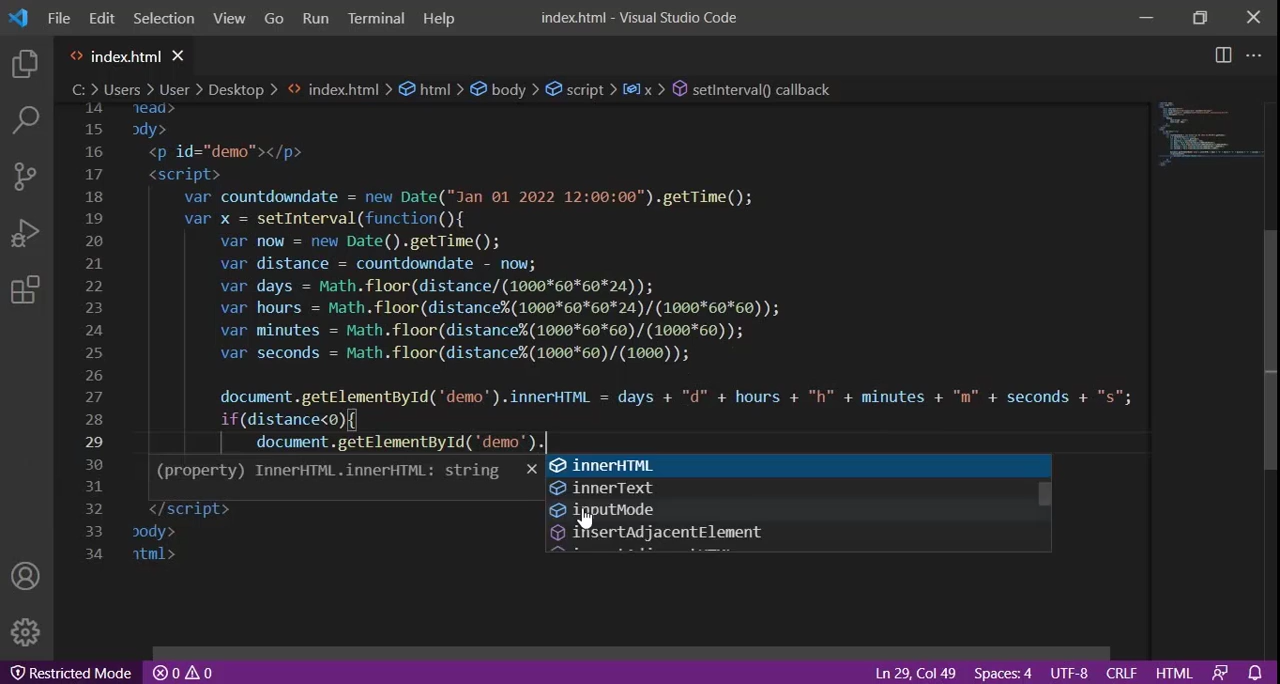 File Edit Selection View Go Run Terminal Help index.html - Visual Studio Code
index.html
C: > Users > User > Desktop > index.html > html > body > script > x > setInterval() callback
14 head>
15 ody>
16 <p id="demo"></p>
17 <script>
18 var countdowndate = new Date("Jan 01 2022 12:00:00").getTime();
19 var x = setInterval(function(){
20 var now = new Date().getTime();
21 var distance = countdowndate - now;
22 var days = Math.floor(distance/(1000*60*60*24));
23 var hours = Math.floor(distance%(1000*60*60*24)/(1000*60*60));
24 var minutes = Math.floor(distance%(1000*60*60)/(1000*60));
25 var seconds = Math.floor(distance%(1000*60)/(1000));
26
27 document.getElementById('demo').innerHTML = days + "d" + hours + "h" + minutes + "m" + seconds + "s";
28 if(distance<0){
29 document.getElementById('demo').
30 (property) InnerHTML.innerHTML: string
innerHTML
innerText
31
inputMode
32 </script>
insertAdjacentElement
33 body>
34 html>
Restricted Mode 0 0 Ln 29, Col 49 Spaces: 4 UTF-8 CRLF HTML